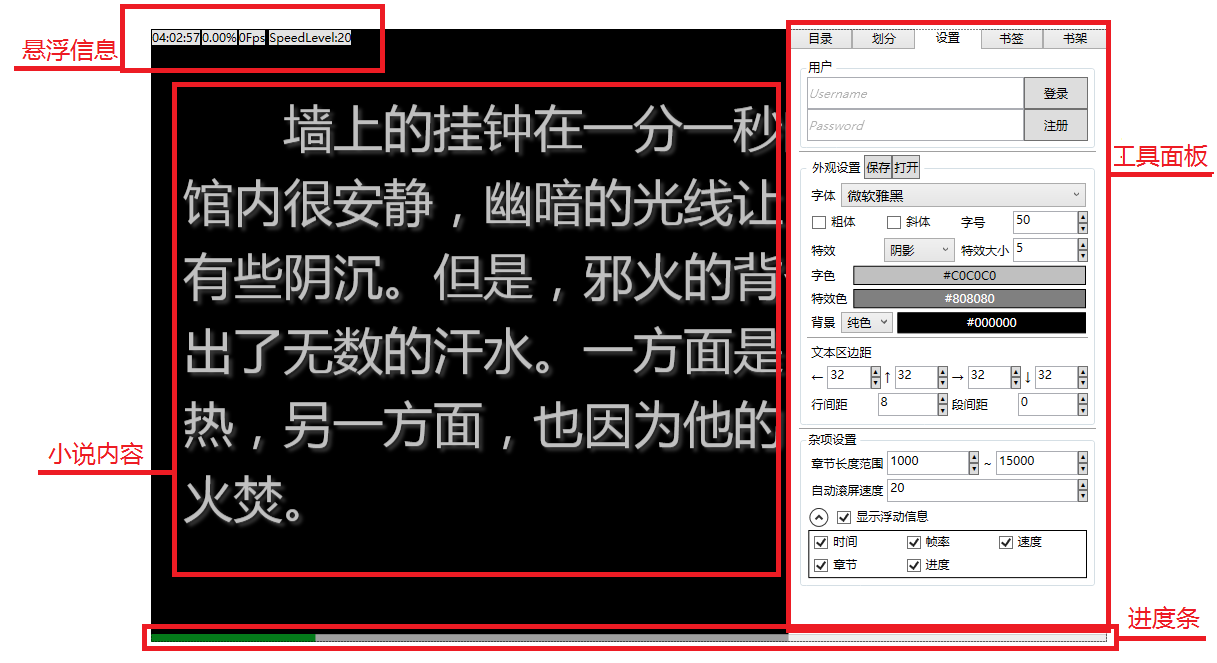 悬浮信息
04:02:57 0.00% 0Fps SpeedLevel:20
墙上的挂钟在一分一秒
馆内很安静，幽暗的光线让
有些阴沉。但是，邪火的背
出了无数的汗水。一方面是
热，另一方面，也因为他的
火焚。
小说内容
目录 划分 设置 书签 书架
用户
Username 登录
Password 注册
外观设置 保存 打开
字体 微软雅黑
粗体 斜体 字号 50
特效 阴影 特效大小 5
字色 #C0C0C0
特效色 #808080
背景 纯色 #000000
文本区边距
← 32 ↑ 32 → 32 ↓ 32
行间距 8 段间距 0
杂项设置
章节长度范围 1000 ~ 15000
自动滚屏速度 20
显示浮动信息
时间 帧率 速度
章节 进度
工具面板
进度条